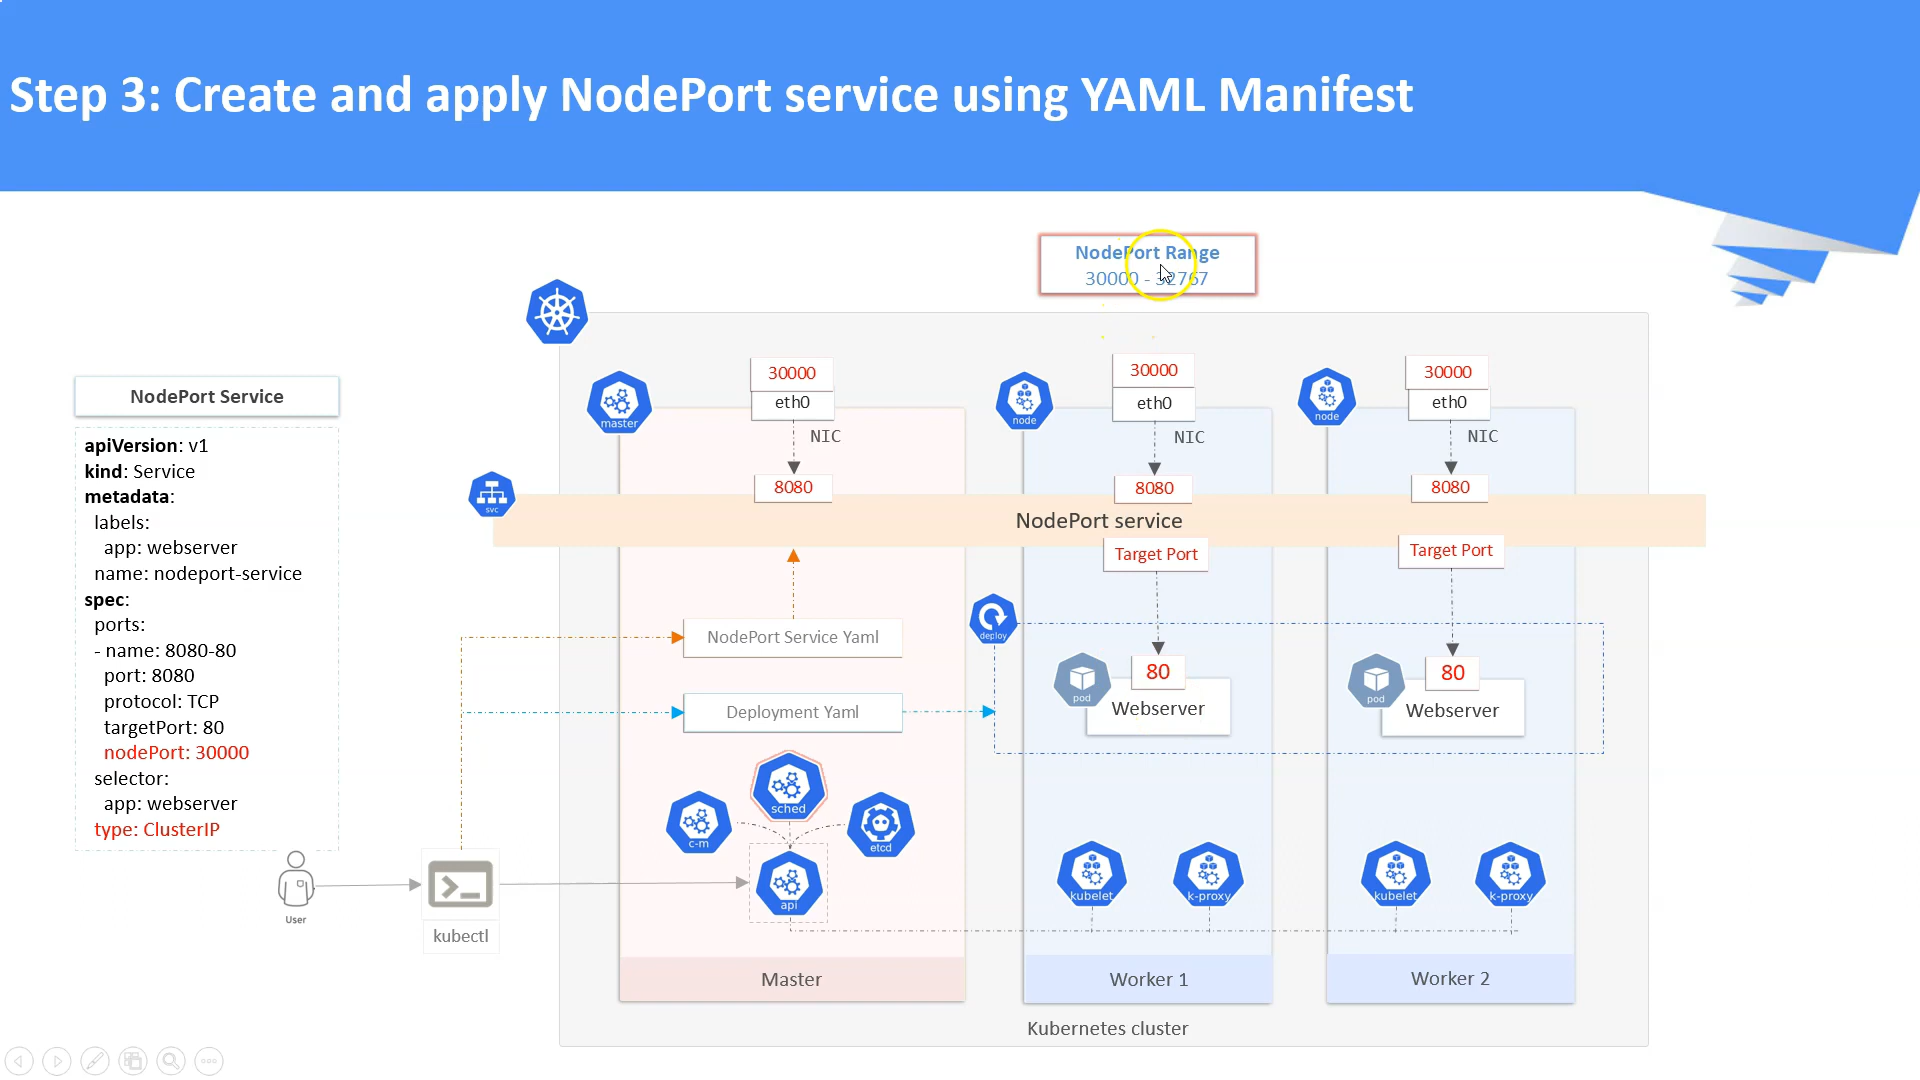 Step 3: Create and apply NodePort service using YAML Manifest
NodePort Range
30000 - 32767
NodePort Service
apiVersion: v1
kind: Service
metadata:
labels:
app: webserver
name: nodeport-service
spec:
ports:
- name: 8080-80
port: 8080
protocol: TCP
targetPort: 80
nodePort: 30000
selector:
app: webserver
type: ClusterIP
User
kubectl
master
30000
eth0
NIC
8080
node
30000
eth0
NIC
8080
node
30000
eth0
NIC
8080
svc
NodePort service
Target Port
Target Port
NodePort Service Yaml
Deployment Yaml
deploy
pod
80
Webserver
pod
80
Webserver
sched
c-m
etcd
api
kubelet
k-proxy
kubelet
k-proxy
Master
Worker 1
Worker 2
Kubernetes cluster